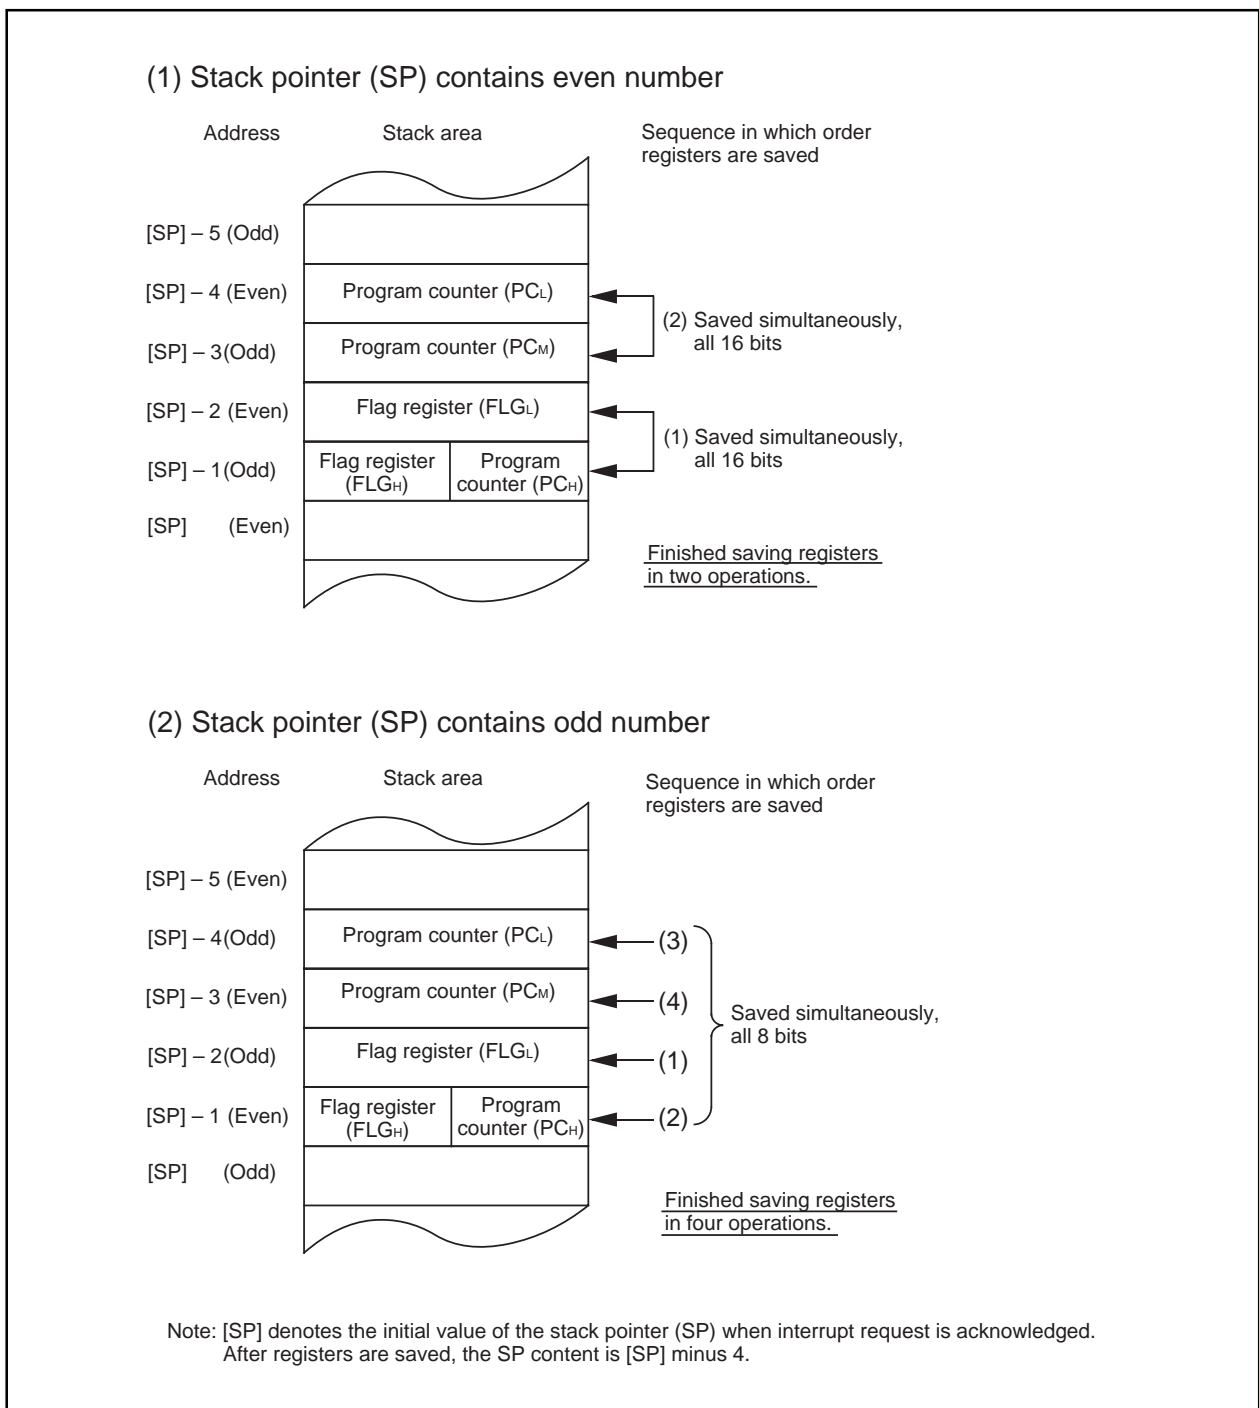 (1) Stack pointer (SP) contains even number
Address Stack area Sequence in which order
registers are saved
[SP] – 5 (Odd)
[SP] – 4 (Even) Program counter (PCL)
(2) Saved simultaneously,
all 16 bits
[SP] – 3(Odd) Program counter (PCM)
[SP] – 2 (Even) Flag register (FLGL)
(1) Saved simultaneously,
all 16 bits
[SP] – 1(Odd) Flag register
(FLGH)
Program
counter (PCH)
[SP] (Even)
Finished saving registers
in two operations.
(2) Stack pointer (SP) contains odd number
Address Stack area Sequence in which order
registers are saved
[SP] – 5 (Even)
[SP] – 4(Odd) Program counter (PCL) (3)
[SP] – 3 (Even) Program counter (PCM) (4)
Saved simultaneously,
all 8 bits
[SP] – 2(Odd) Flag register (FLGL) (1)
[SP] – 1 (Even) Flag register
(FLGH)
Program
counter (PCH)
(2)
[SP] (Odd)
Finished saving registers
in four operations.
Note: [SP] denotes the initial value of the stack pointer (SP) when interrupt request is acknowledged.
After registers are saved, the SP content is [SP] minus 4.